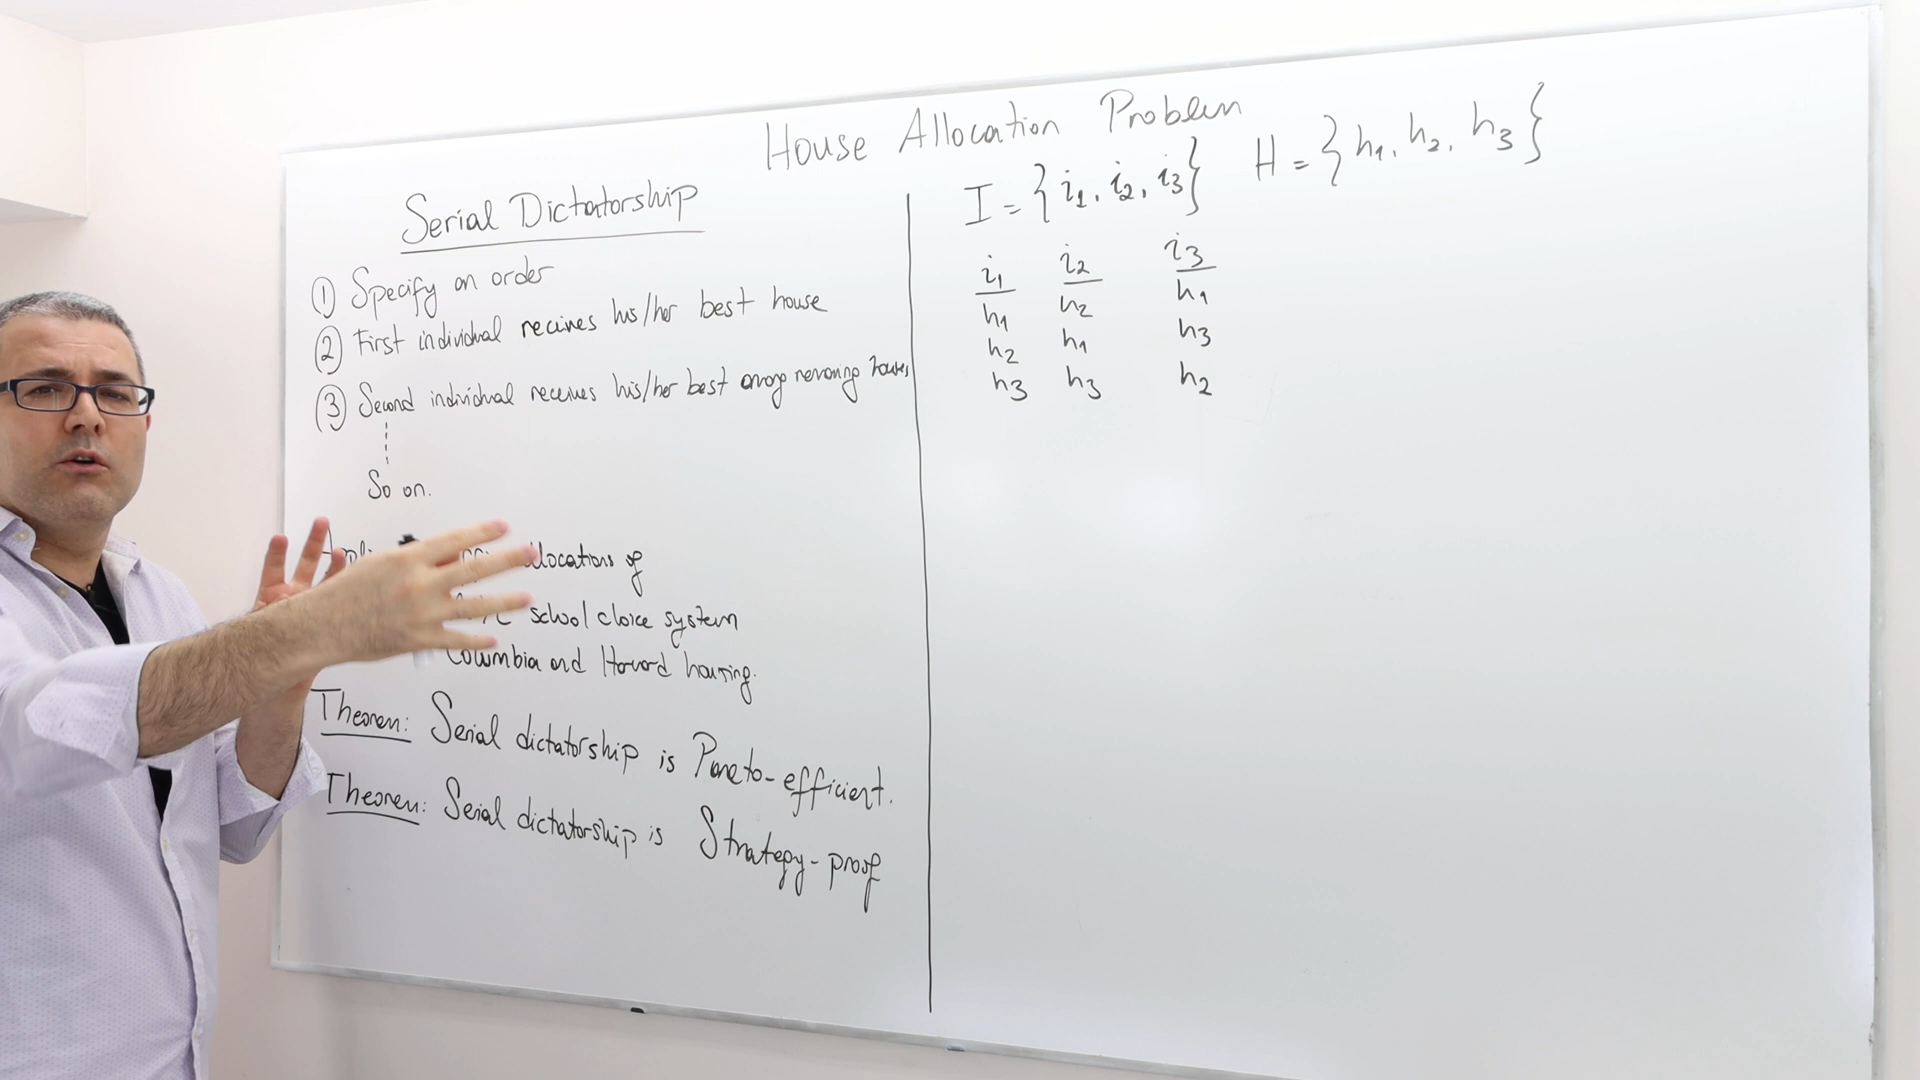 House Allocation Problem
Serial Dictatorship
① Specify an order
② First individual receives his/her best house
③ Second individual receives his/her best among remaining houses
So on.
allocations of
school choice system
Columbia and Harvard housing.
Theorem: Serial dictatorship is Pareto-efficient.
Theorem: Serial dictatorship is Strategy-proof
I = {i1, i2, i3} H = {h1, h2, h3}
i1 i2 i3
h1 h2 h1
h2 h1 h3
h3 h3 h2